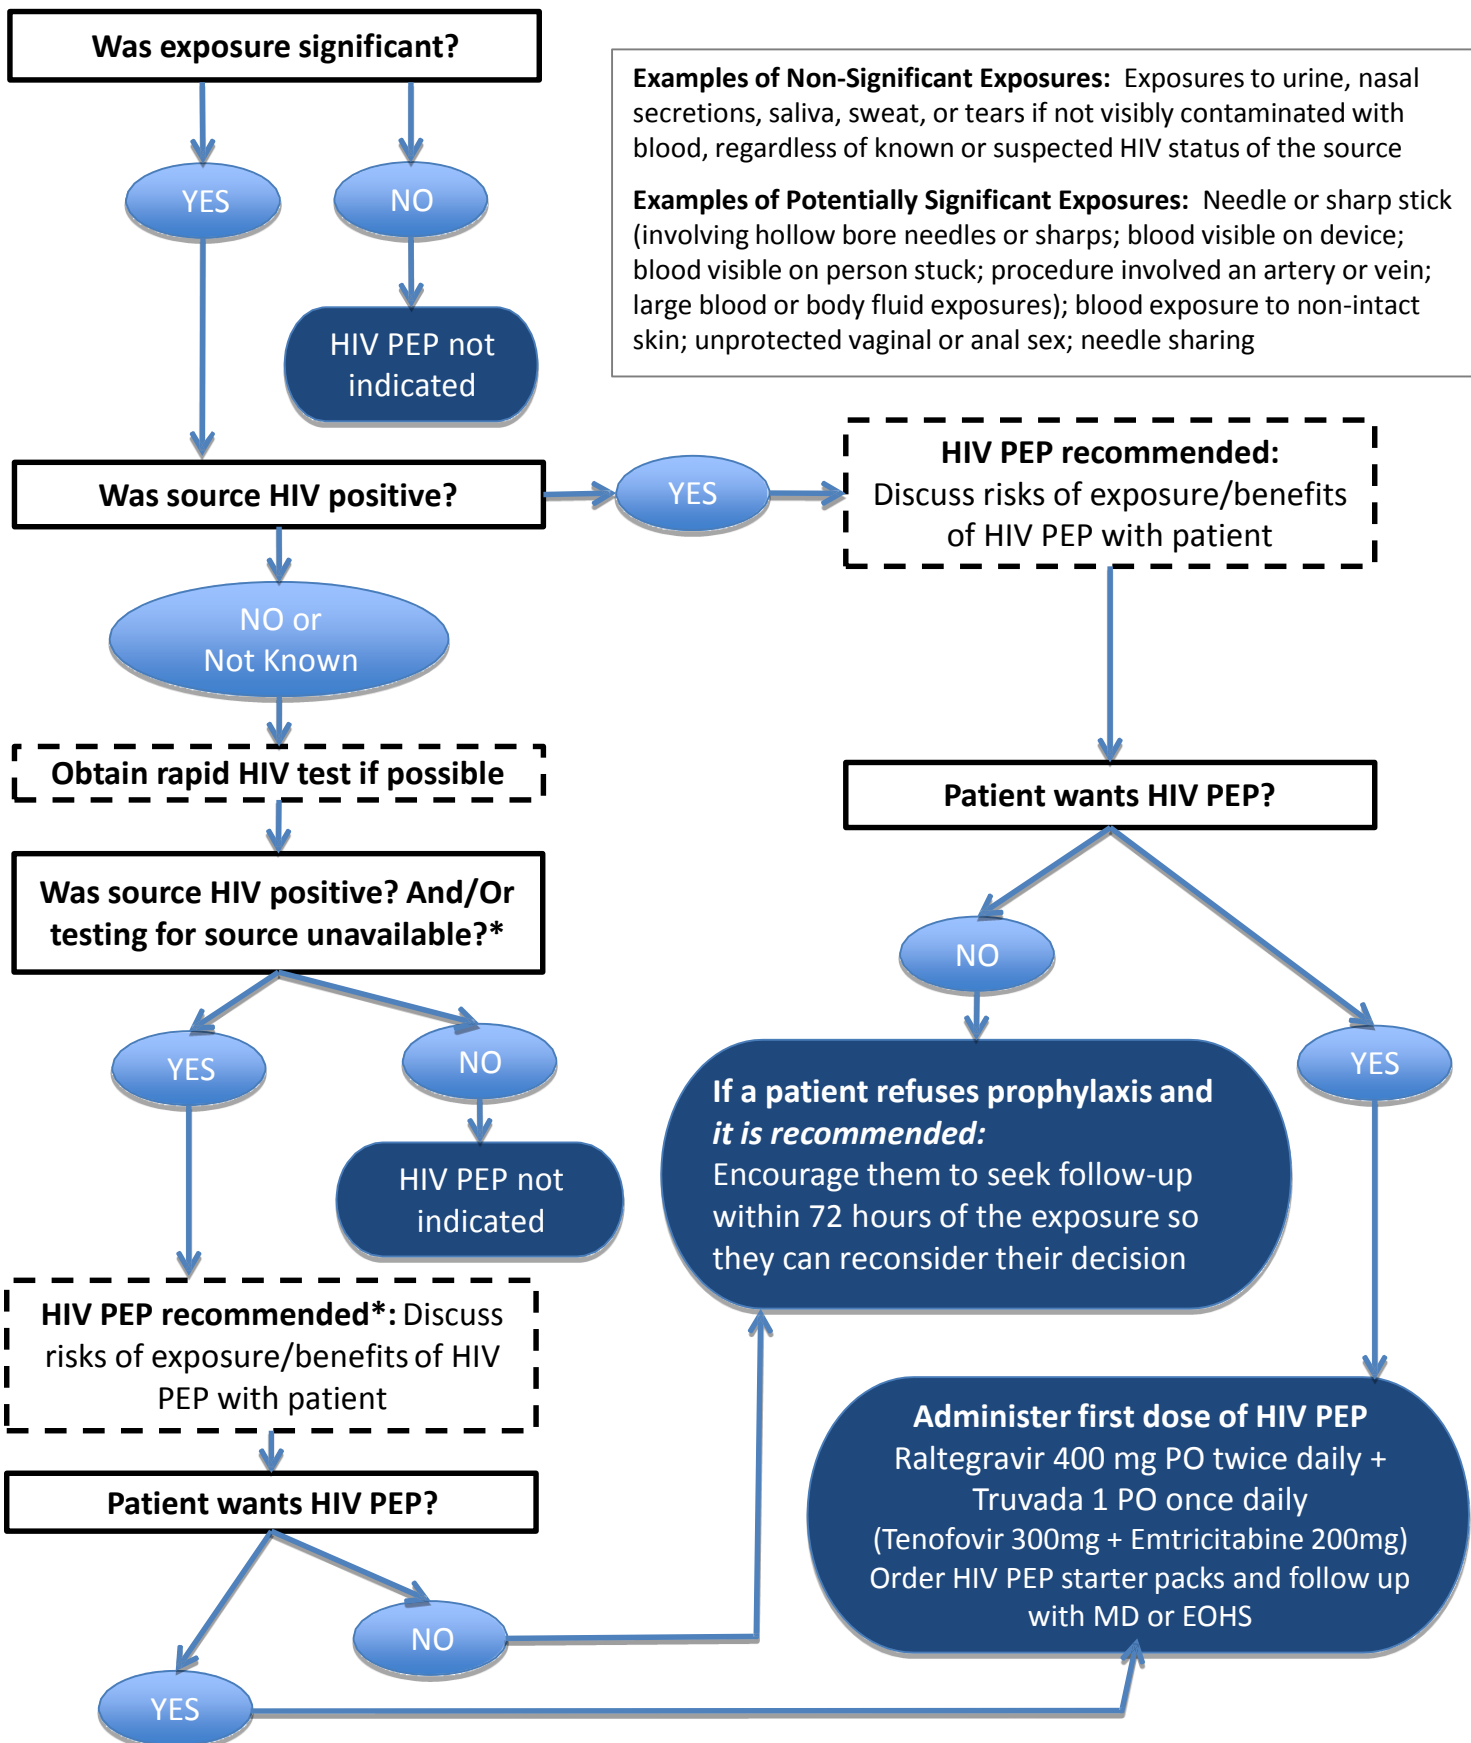 Was exposure significant?
Examples of Non-Significant Exposures: Exposures to urine, nasal
secretions, saliva, sweat, or tears if not visibly contaminated with
blood, regardless of known or suspected HIV status of the source
Examples of Potentially Significant Exposures: Needle or sharp stick
(involving hollow bore needles or sharps; blood visible on device;
blood visible on person stuck; procedure involved an artery or vein;
large blood or body fluid exposures); blood exposure to non-intact
skin; unprotected vaginal or anal sex; needle sharing
YES
NO
HIV PEP not
indicated
Was source HIV positive?
YES
HIV PEP recommended:
Discuss risks of exposure/benefits
of HIV PEP with patient
NO or
Not Known
Obtain rapid HIV test if possible
Patient wants HIV PEP?
Was source HIV positive? And/Or
testing for source unavailable?*
NO
YES
YES
NO
HIV PEP not
indicated
If a patient refuses prophylaxis and
it is recommended:
Encourage them to seek follow-up
within 72 hours of the exposure so
they can reconsider their decision
HIV PEP recommended*: Discuss
risks of exposure/benefits of HIV
PEP with patient
Administer first dose of HIV PEP
Raltegravir 400 mg PO twice daily +
Truvada 1 PO once daily
(Tenofovir 300mg + Emtricitabine 200mg)
Order HIV PEP starter packs and follow up
with MD or EOHS
Patient wants HIV PEP?
NO
YES